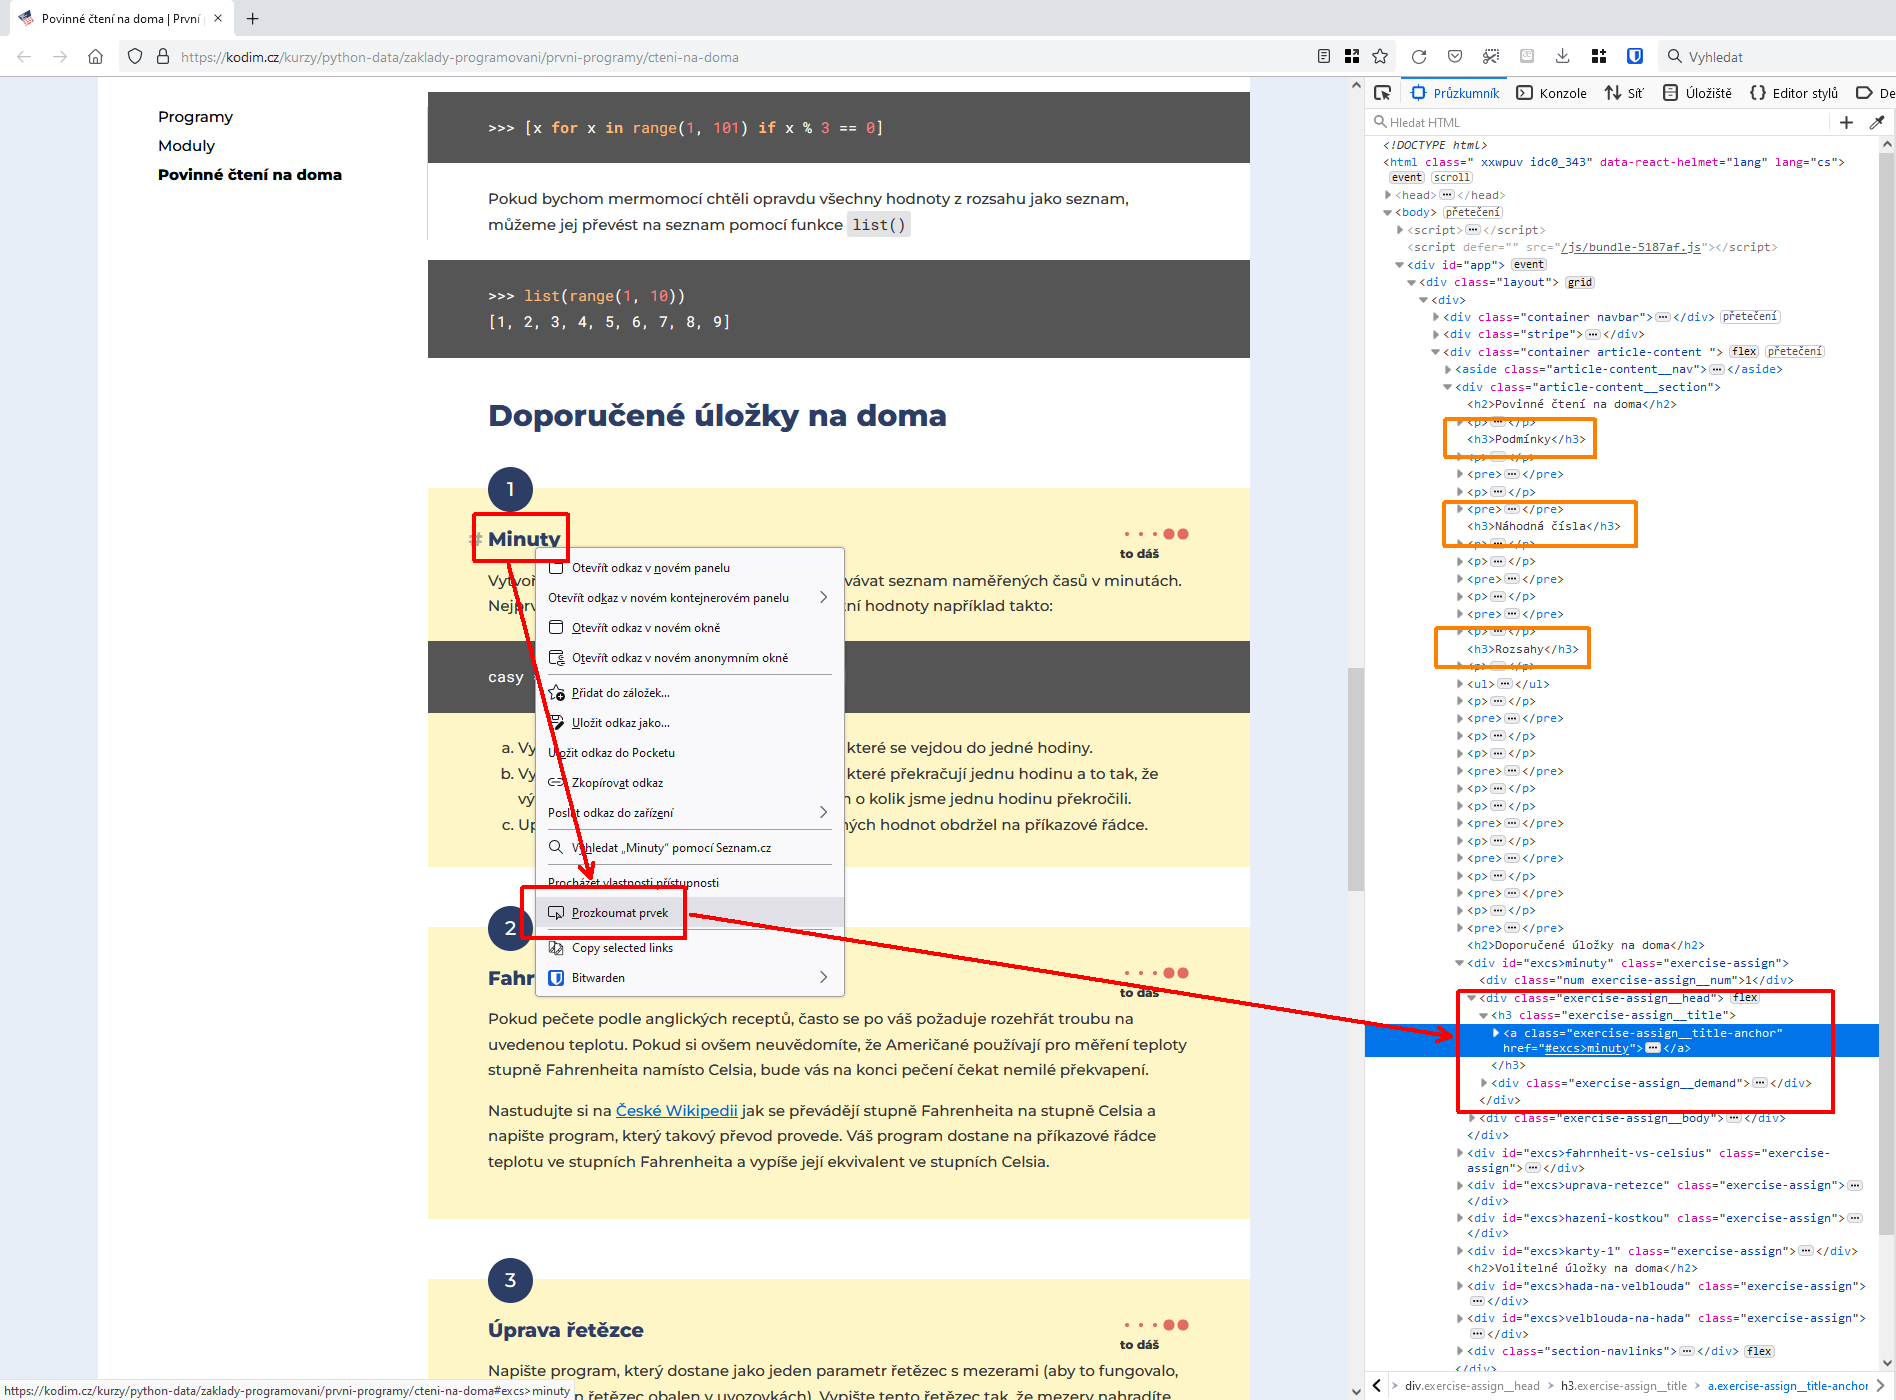 Povinné čtení na doma | První
https://kodim.cz/kurzy/python-data/zaklady-programovani/prvni-programy/cteni-na-doma
Vyhledat
Programy
Moduly
Povinné čtení na doma
>>> [x for x in range(1, 101) if x % 3 == 0]
Pokud bychom mermomocí chtěli opravdu všechny hodnoty z rozsahu jako seznam,
můžeme jej převést na seznam pomocí funkce list()
>>> list(range(1, 10))
[1, 2, 3, 4, 5, 6, 7, 8, 9]
Doporučené úložky na doma
1
# Minuty
to dáš
Vytvoř
vávat seznam naměřených časů v minutách.
Nejprv
ní hodnoty například takto:
casy
a. Vy
které se vejdou do jedné hodiny.
b. Vy
které překračují jednu hodinu a to tak, že
vý
o kolik jsme jednu hodinu překročili.
c. Up
ných hodnot obdržel na příkazové řádce.
Otevřít odkaz v novém panelu
Otevřít odkaz v novém kontejnerovém panelu
Otevřít odkaz v novém okně
Otevřít odkaz v novém anonymním okně
Přidat do záložek...
Uložit odkaz jako...
Uložit odkaz do Pocketu
Zkopírovat odkaz
Poslat odkaz do zařízení
Vyhledat „Minuty“ pomocí Seznam.cz
Procházet vlastnosti přístupnosti
Prozkoumat prvek
Copy selected links
Bitwarden
2
Fahr
to dáš
Pokud pečete podle anglických receptů, často se po váš požaduje rozehřát troubu na
uvedenou teplotu. Pokud si ovšem neuvědomíte, že Američané používají pro měření teploty
stupně Fahrenheita namísto Celsia, bude vás na konci pečení čekat nemilé překvapení.
Nastudujte si na České Wikipedii jak se převádějí stupně Fahrenheita na stupně Celsia a
napište program, který takový převod provede. Váš program dostane na příkazové řádce
teplotu ve stupních Fahrenheita a vypíše její ekvivalent ve stupních Celsia.
3
Úprava řetězce
to dáš
Napište program, který dostane jako jeden parametr řetězec s mezerami (aby to fungovalo,
n řetězec obalen v uvozovkách). Vypište tento řetězec tak, že mezery nahradíte
https://kodim.cz/kurzy/python-data/zaklady-programovani/prvni-programy/cteni-na-doma#excs>minuty
Průzkumník Konzole Síť Úložiště Editor stylů De
Hledat HTML
<!DOCTYPE html>
<html class=" xxwpuv idc0_343" data-react-helmet="lang" lang="cs">
event scroll
<head>⋯</head>
<body> přetečení
<script>⋯</script>
<script defer="" src="/js/bundle-5187af.js"></script>
<div id="app"> event
<div class="layout"> grid
<div>
<div class="container navbar">⋯</div> přetečení
<div class="stripe">⋯</div>
<div class="container article-content "> flex přetečení
<aside class="article-content__nav">⋯</aside>
<div class="article-content__section">
<h2>Povinné čtení na doma</h2>
<p>⋯</p>
<h3>Podmínky</h3>
<p>⋯</p>
<pre>⋯</pre>
<p>⋯</p>
<pre>⋯</pre>
<h3>Náhodná čísla</h3>
<p>⋯</p>
<p>⋯</p>
<pre>⋯</pre>
<p>⋯</p>
<pre>⋯</pre>
<p>⋯</p>
<h3>Rozsahy</h3>
<p>⋯</p>
<ul>⋯</ul>
<p>⋯</p>
<pre>⋯</pre>
<p>⋯</p>
<p>⋯</p>
<pre>⋯</pre>
<p>⋯</p>
<p>⋯</p>
<pre>⋯</pre>
<p>⋯</p>
<pre>⋯</pre>
<p>⋯</p>
<pre>⋯</pre>
<p>⋯</p>
<pre>⋯</pre>
<h2>Doporučené úložky na doma</h2>
<div id="excs>minuty" class="exercise-assign">
<div class="num exercise-assign__num">1</div>
<div class="exercise-assign__head"> flex
<h3 class="exercise-assign__title">
<a class="exercise-assign__title-anchor"
href="#excs>minuty">⋯</a>
</h3>
<div class="exercise-assign__demand">⋯</div>
</div>
<div class="exercise-assign__body">⋯</div>
</div>
<div id="excs>fahrnheit-vs-celsius" class="exercise-
assign">⋯</div>
<div id="excs>uprava-retezce" class="exercise-assign">⋯
</div>
<div id="excs>hazeni-kostkou" class="exercise-assign">⋯
</div>
<div id="excs>karty-1" class="exercise-assign">⋯</div>
<h2>Volitelné úložky na doma</h2>
<div id="excs>hada-na-velblouda" class="exercise-assign">
⋯</div>
<div id="excs>velblouda-na-hada" class="exercise-assign">
⋯</div>
<div class="section-navlinks">⋯</div> flex
</div>
div.exercise-assign__head > h3.exercise-assign__title > a.exercise-assign__title-anchor